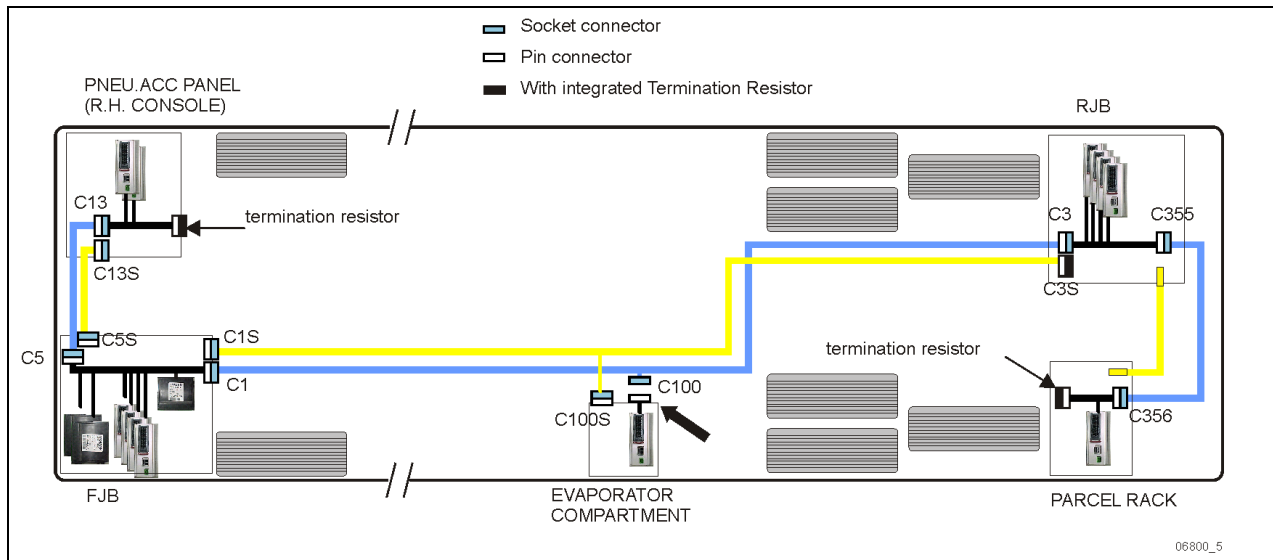 Socket connector
Pin connector
With integrated Termination Resistor
PNEU.ACC PANEL
(R.H. CONSOLE)
RJB
C13
termination resistor
C3
C355
C13S
C3S
C5S
C1S
C5
termination resistor
C1
C100
C100S
C356
FJB
EVAPORATOR
COMPARTMENT
PARCEL RACK
06800_5